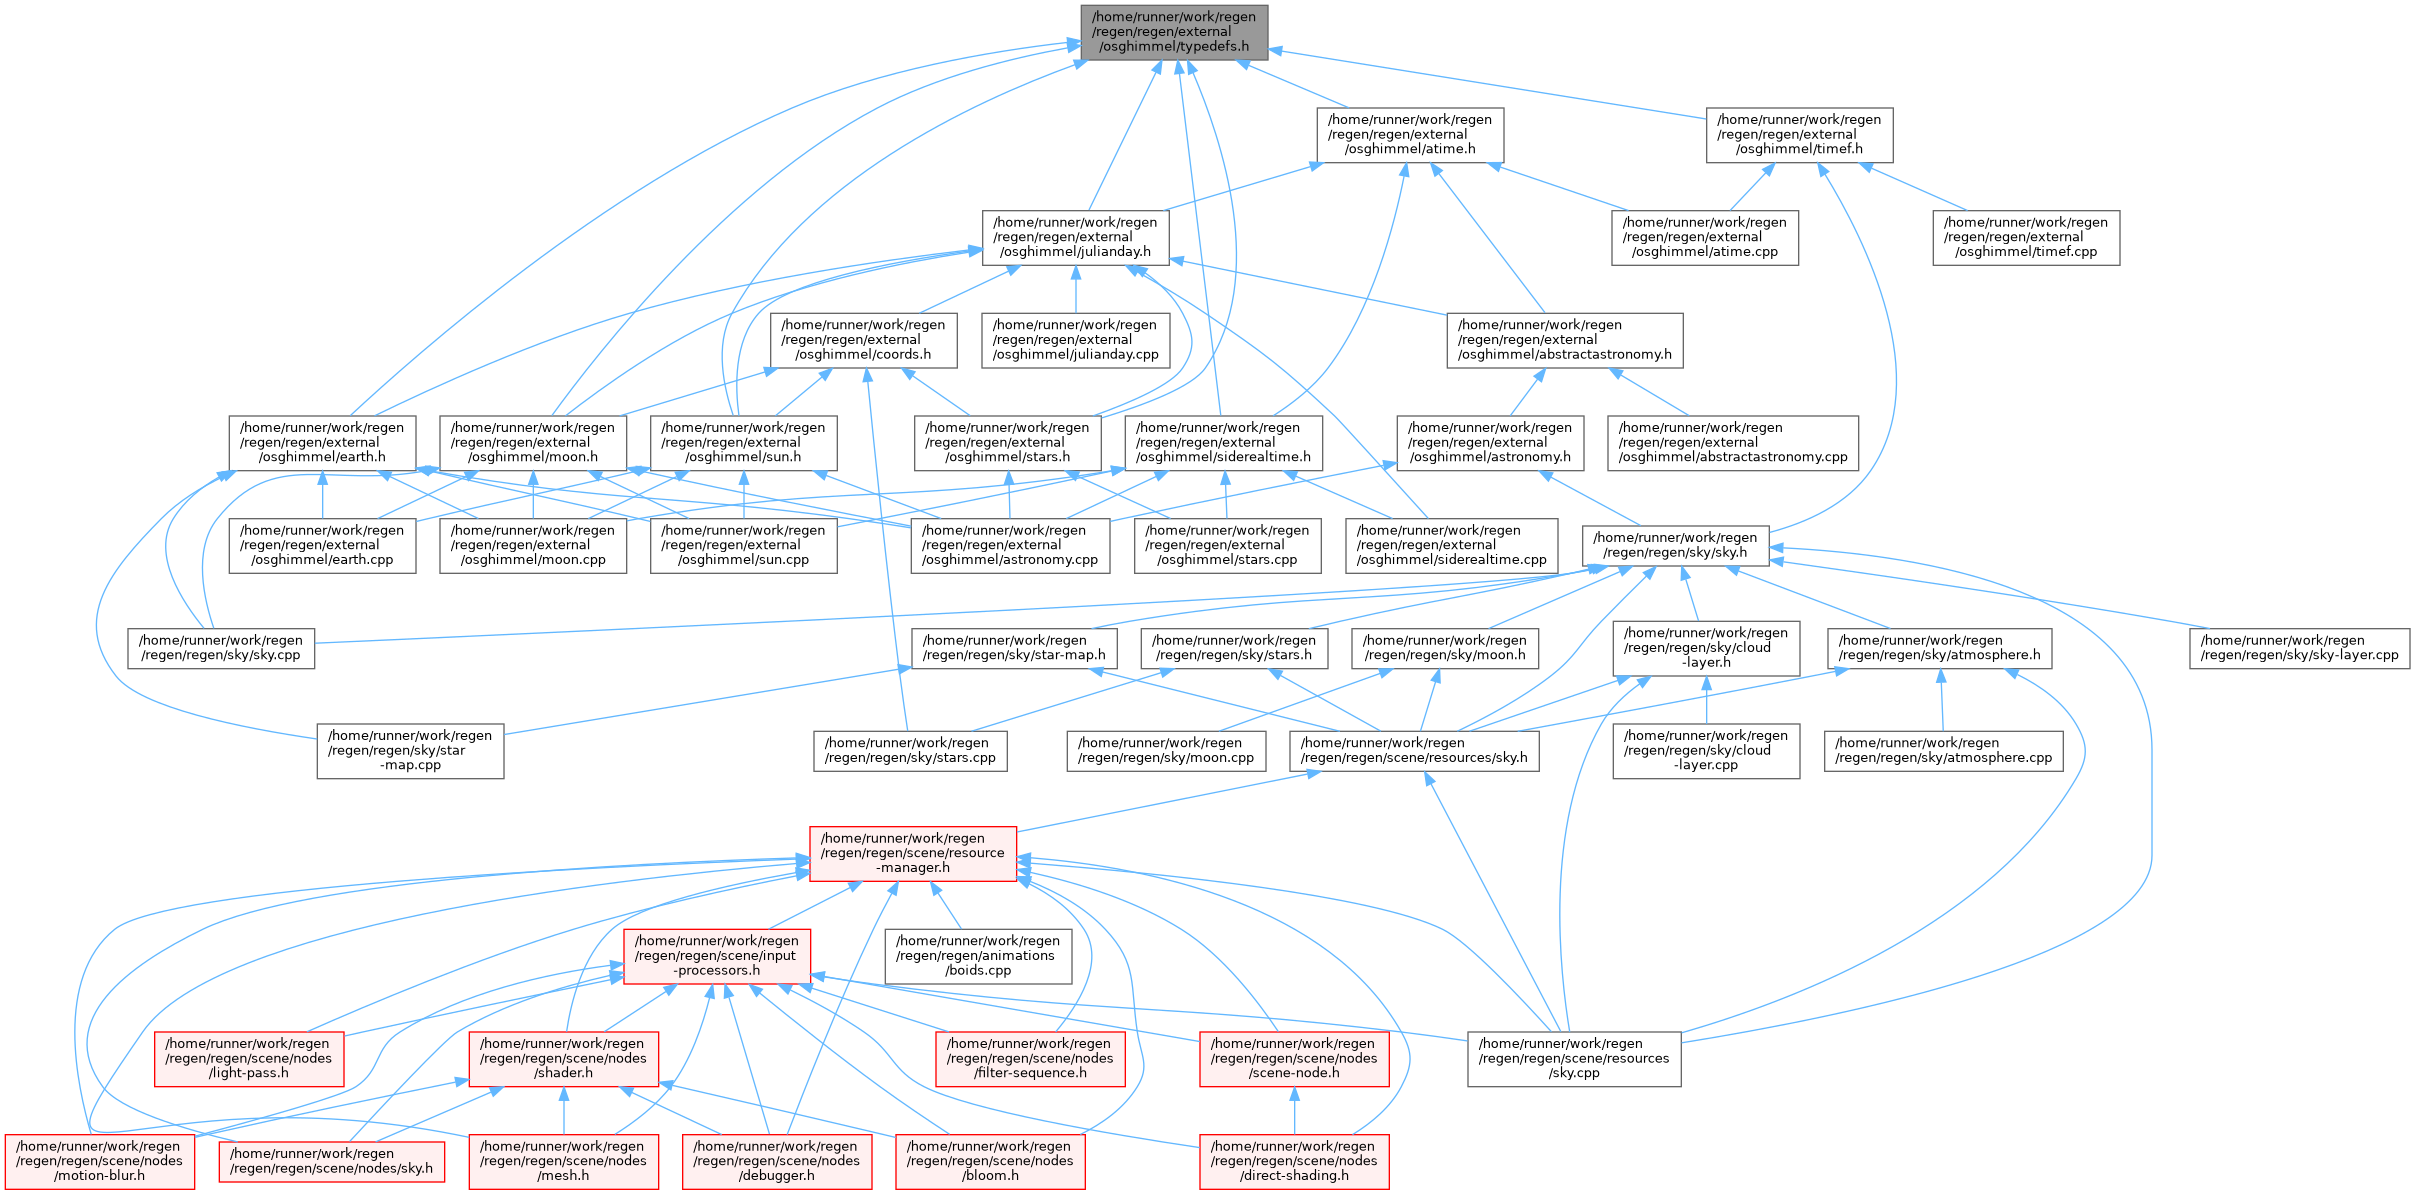 /home/runner/work/regen
/regen/regen/external
/osghimmel/typedefs.h
/home/runner/work/regen
/regen/regen/external
/osghimmel/atime.h
/home/runner/work/regen
/regen/regen/external
/osghimmel/timef.h
/home/runner/work/regen
/regen/regen/external
/osghimmel/julianday.h
/home/runner/work/regen
/regen/regen/external
/osghimmel/atime.cpp
/home/runner/work/regen
/regen/regen/external
/osghimmel/timef.cpp
/home/runner/work/regen
/regen/regen/external
/osghimmel/coords.h
/home/runner/work/regen
/regen/regen/external
/osghimmel/julianday.cpp
/home/runner/work/regen
/regen/regen/external
/osghimmel/abstractastronomy.h
/home/runner/work/regen
/regen/regen/external
/osghimmel/earth.h
/home/runner/work/regen
/regen/regen/external
/osghimmel/moon.h
/home/runner/work/regen
/regen/regen/external
/osghimmel/sun.h
/home/runner/work/regen
/regen/regen/external
/osghimmel/stars.h
/home/runner/work/regen
/regen/regen/external
/osghimmel/siderealtime.h
/home/runner/work/regen
/regen/regen/external
/osghimmel/astronomy.h
/home/runner/work/regen
/regen/regen/external
/osghimmel/abstractastronomy.cpp
/home/runner/work/regen
/regen/regen/external
/osghimmel/earth.cpp
/home/runner/work/regen
/regen/regen/external
/osghimmel/moon.cpp
/home/runner/work/regen
/regen/regen/external
/osghimmel/sun.cpp
/home/runner/work/regen
/regen/regen/external
/osghimmel/astronomy.cpp
/home/runner/work/regen
/regen/regen/external
/osghimmel/stars.cpp
/home/runner/work/regen
/regen/regen/external
/osghimmel/siderealtime.cpp
/home/runner/work/regen
/regen/regen/sky/sky.h
/home/runner/work/regen
/regen/regen/sky/sky.cpp
/home/runner/work/regen
/regen/regen/sky/star-map.h
/home/runner/work/regen
/regen/regen/sky/stars.h
/home/runner/work/regen
/regen/regen/sky/moon.h
/home/runner/work/regen
/regen/regen/sky/cloud
-layer.h
/home/runner/work/regen
/regen/regen/sky/atmosphere.h
/home/runner/work/regen
/regen/regen/sky/sky-layer.cpp
/home/runner/work/regen
/regen/regen/sky/star
-map.cpp
/home/runner/work/regen
/regen/regen/sky/stars.cpp
/home/runner/work/regen
/regen/regen/sky/moon.cpp
/home/runner/work/regen
/regen/regen/scene/resources/sky.h
/home/runner/work/regen
/regen/regen/sky/cloud
-layer.cpp
/home/runner/work/regen
/regen/regen/sky/atmosphere.cpp
/home/runner/work/regen
/regen/regen/scene/resource
-manager.h
/home/runner/work/regen
/regen/regen/scene/input
-processors.h
/home/runner/work/regen
/regen/regen/animations
/boids.cpp
/home/runner/work/regen
/regen/regen/scene/nodes
/light-pass.h
/home/runner/work/regen
/regen/regen/scene/nodes
/shader.h
/home/runner/work/regen
/regen/regen/scene/nodes
/filter-sequence.h
/home/runner/work/regen
/regen/regen/scene/nodes
/scene-node.h
/home/runner/work/regen
/regen/regen/scene/resources
/sky.cpp
/home/runner/work/regen
/regen/regen/scene/nodes
/motion-blur.h
/home/runner/work/regen
/regen/regen/scene/nodes/sky.h
/home/runner/work/regen
/regen/regen/scene/nodes
/mesh.h
/home/runner/work/regen
/regen/regen/scene/nodes
/debugger.h
/home/runner/work/regen
/regen/regen/scene/nodes
/bloom.h
/home/runner/work/regen
/regen/regen/scene/nodes
/direct-shading.h